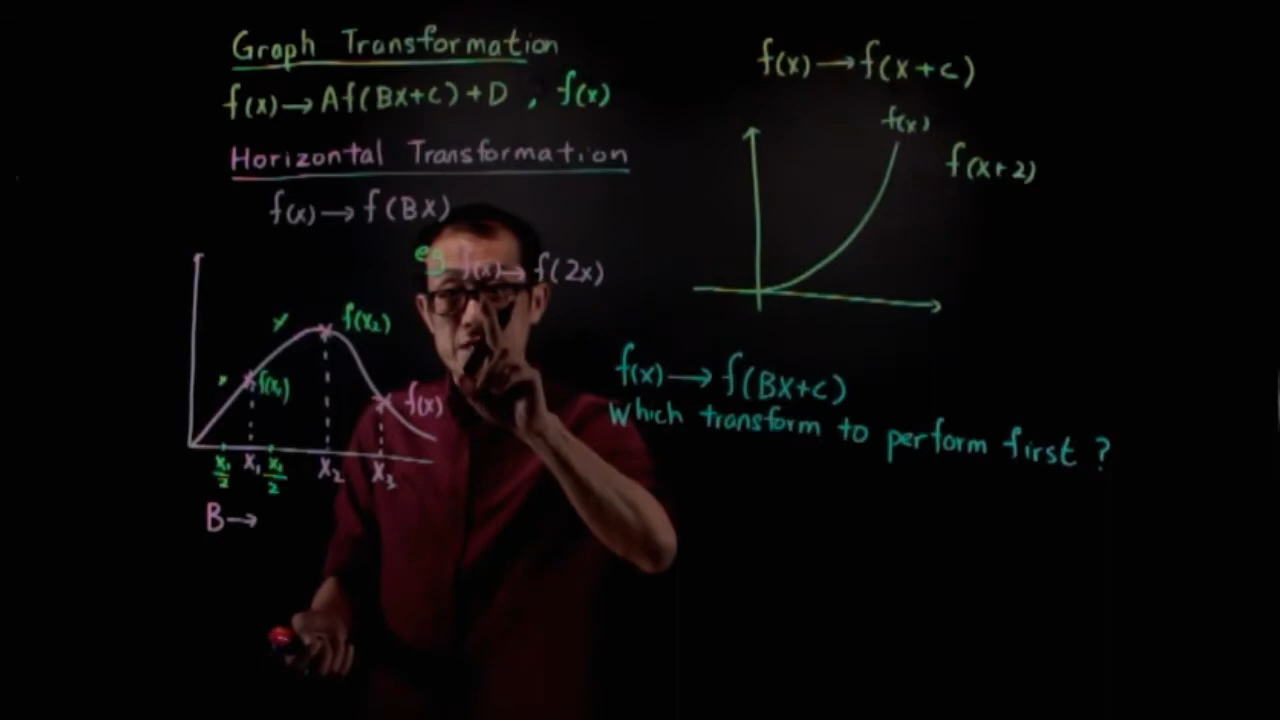 Graph Transformation
f(x) → Af(Bx+c)+D , f(x)
Horizontal Transformation
f(x) → f(Bx)
eg f(x) → f(2x)
f(x₂)
f(x₁)
f(x)
x₁/2 x₁ x₂/2 x₂ x₃
B→
f(x) → f(x+c)
f(x)
f(x+2)
f(x) → f(Bx+c)
Which transform to perform first ?